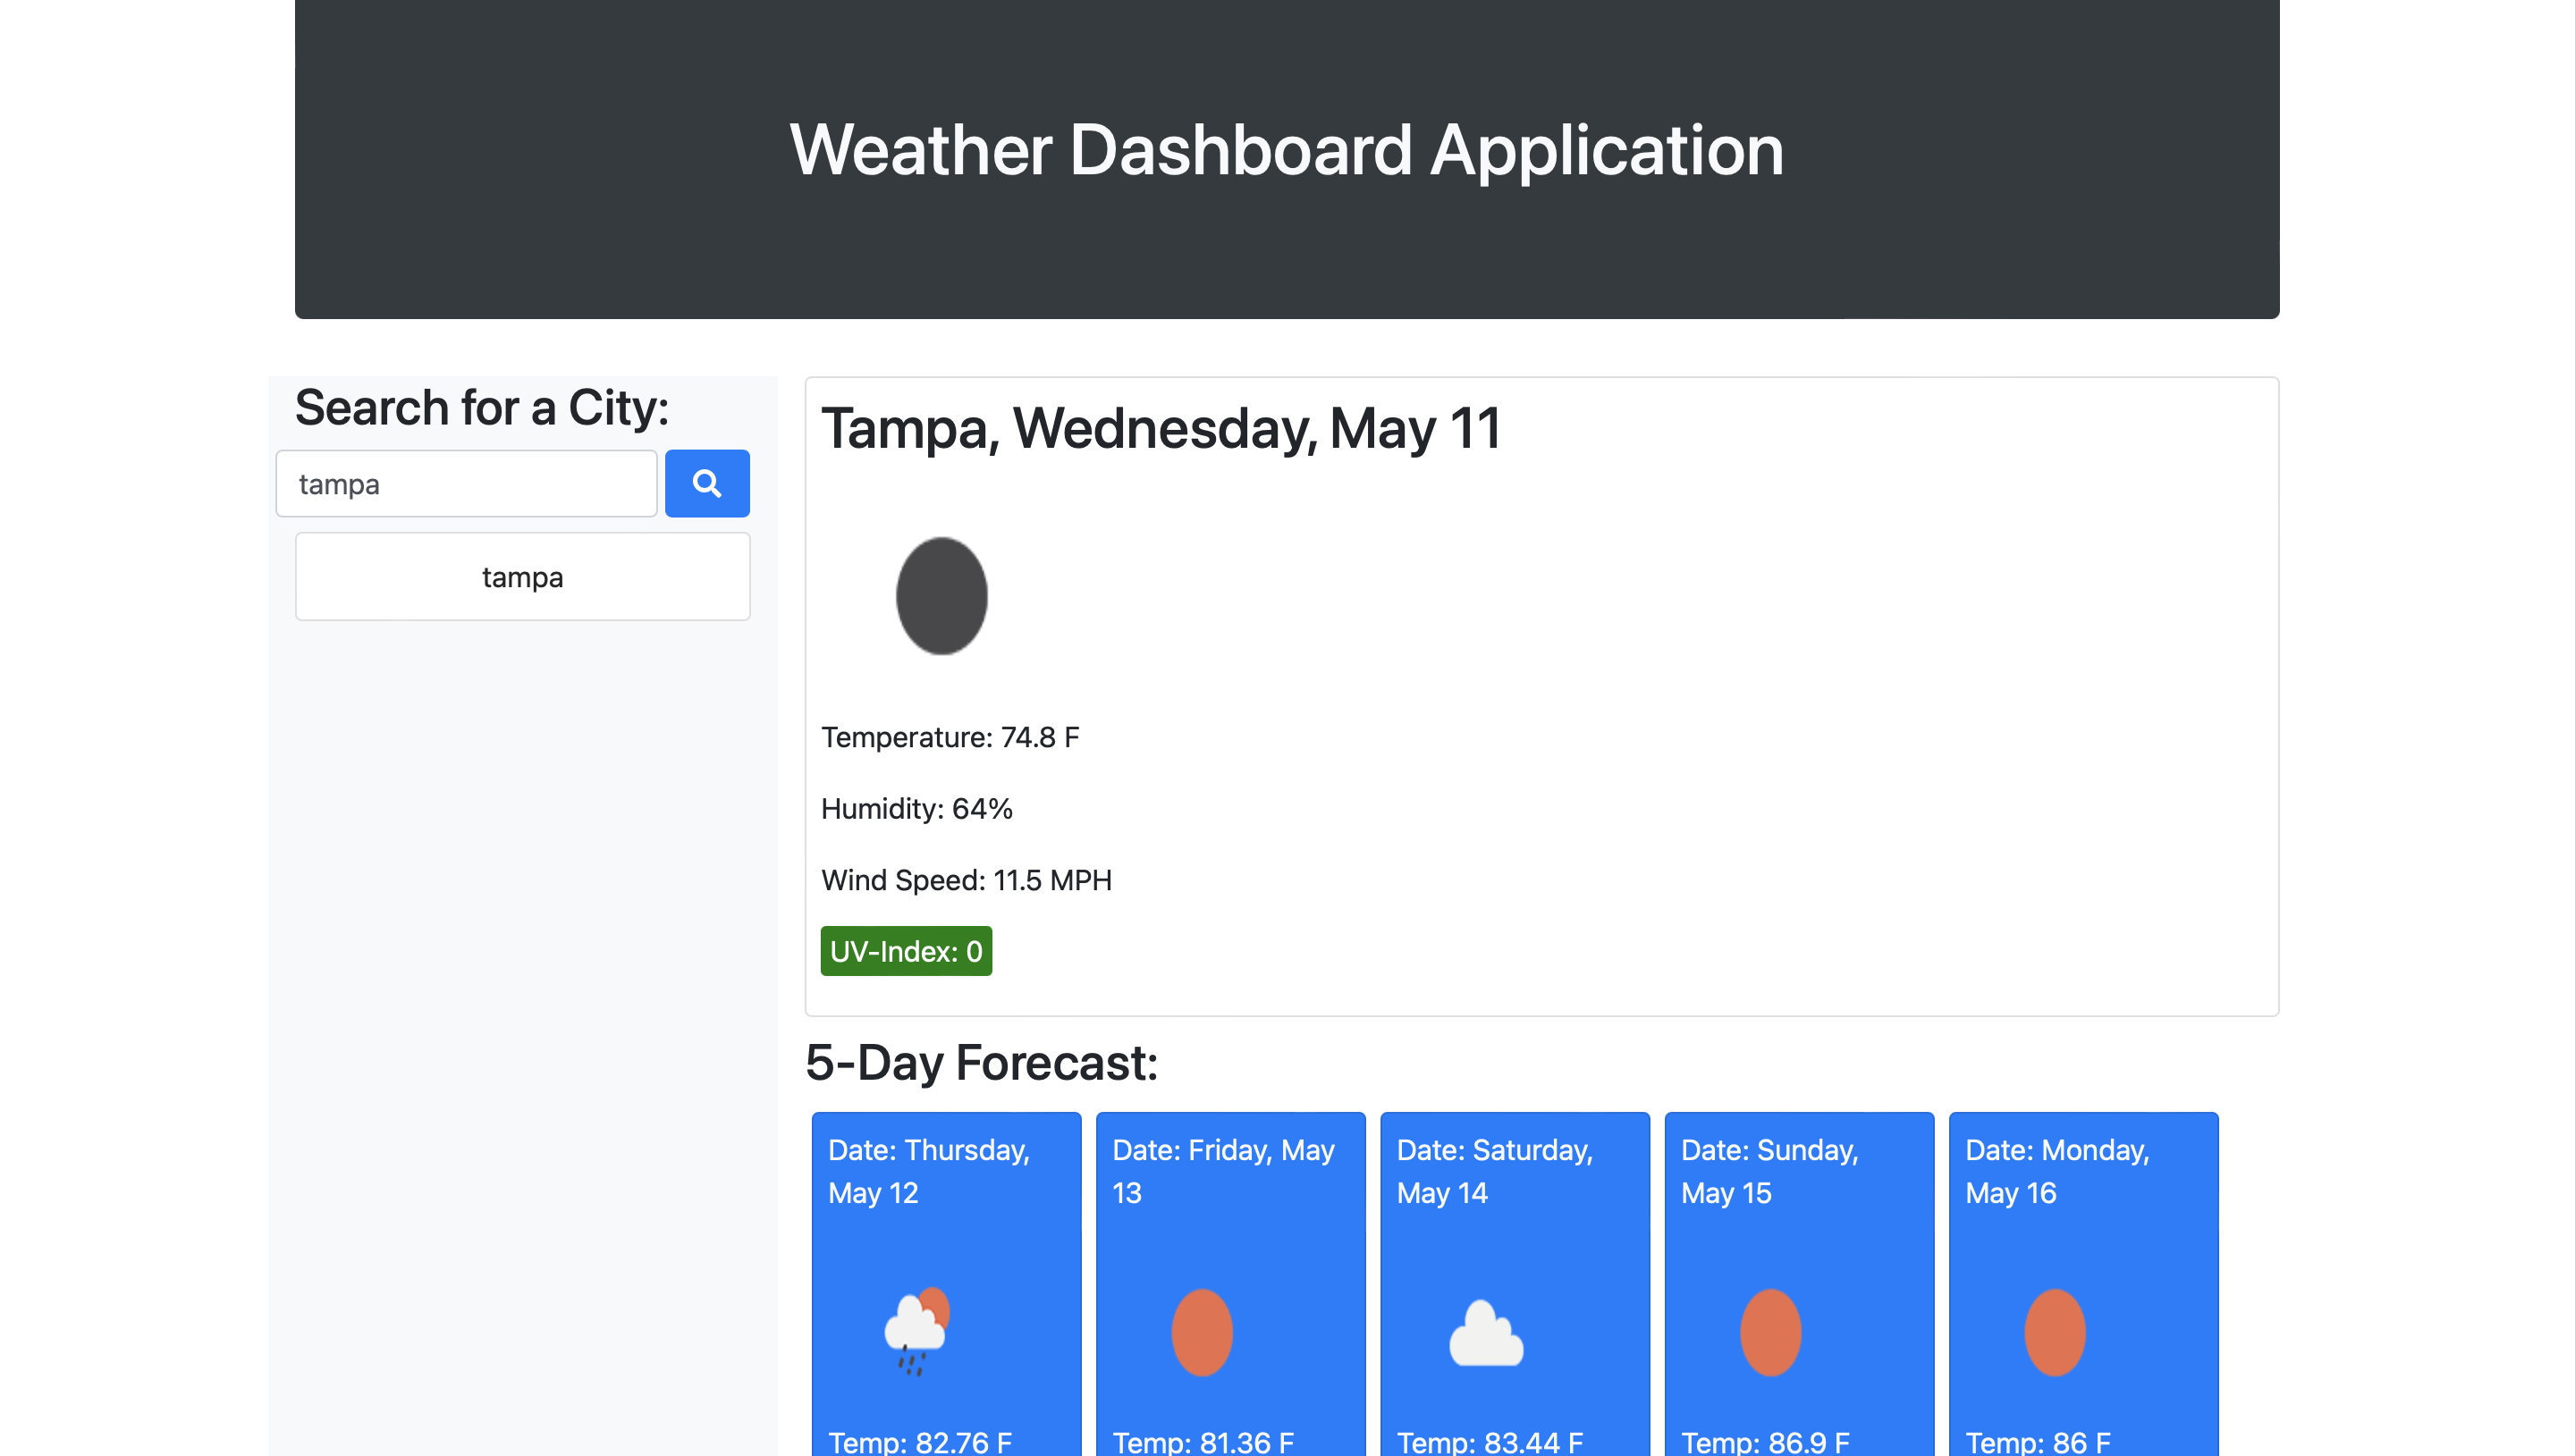 Weather Dashboard Application
Search for a City:
tampa
tampa
Tampa, Wednesday, May 11
Temperature: 74.8 F
Humidity: 64%
Wind Speed: 11.5 MPH
UV-Index: 0
5-Day Forecast:
Date: Thursday,
May 12
Temp: 82.76 F
Date: Friday, May
13
Temp: 81.36 F
Date: Saturday,
May 14
Temp: 83.44 F
Date: Sunday,
May 15
Temp: 86.9 F
Date: Monday,
May 16
Temp: 86 F